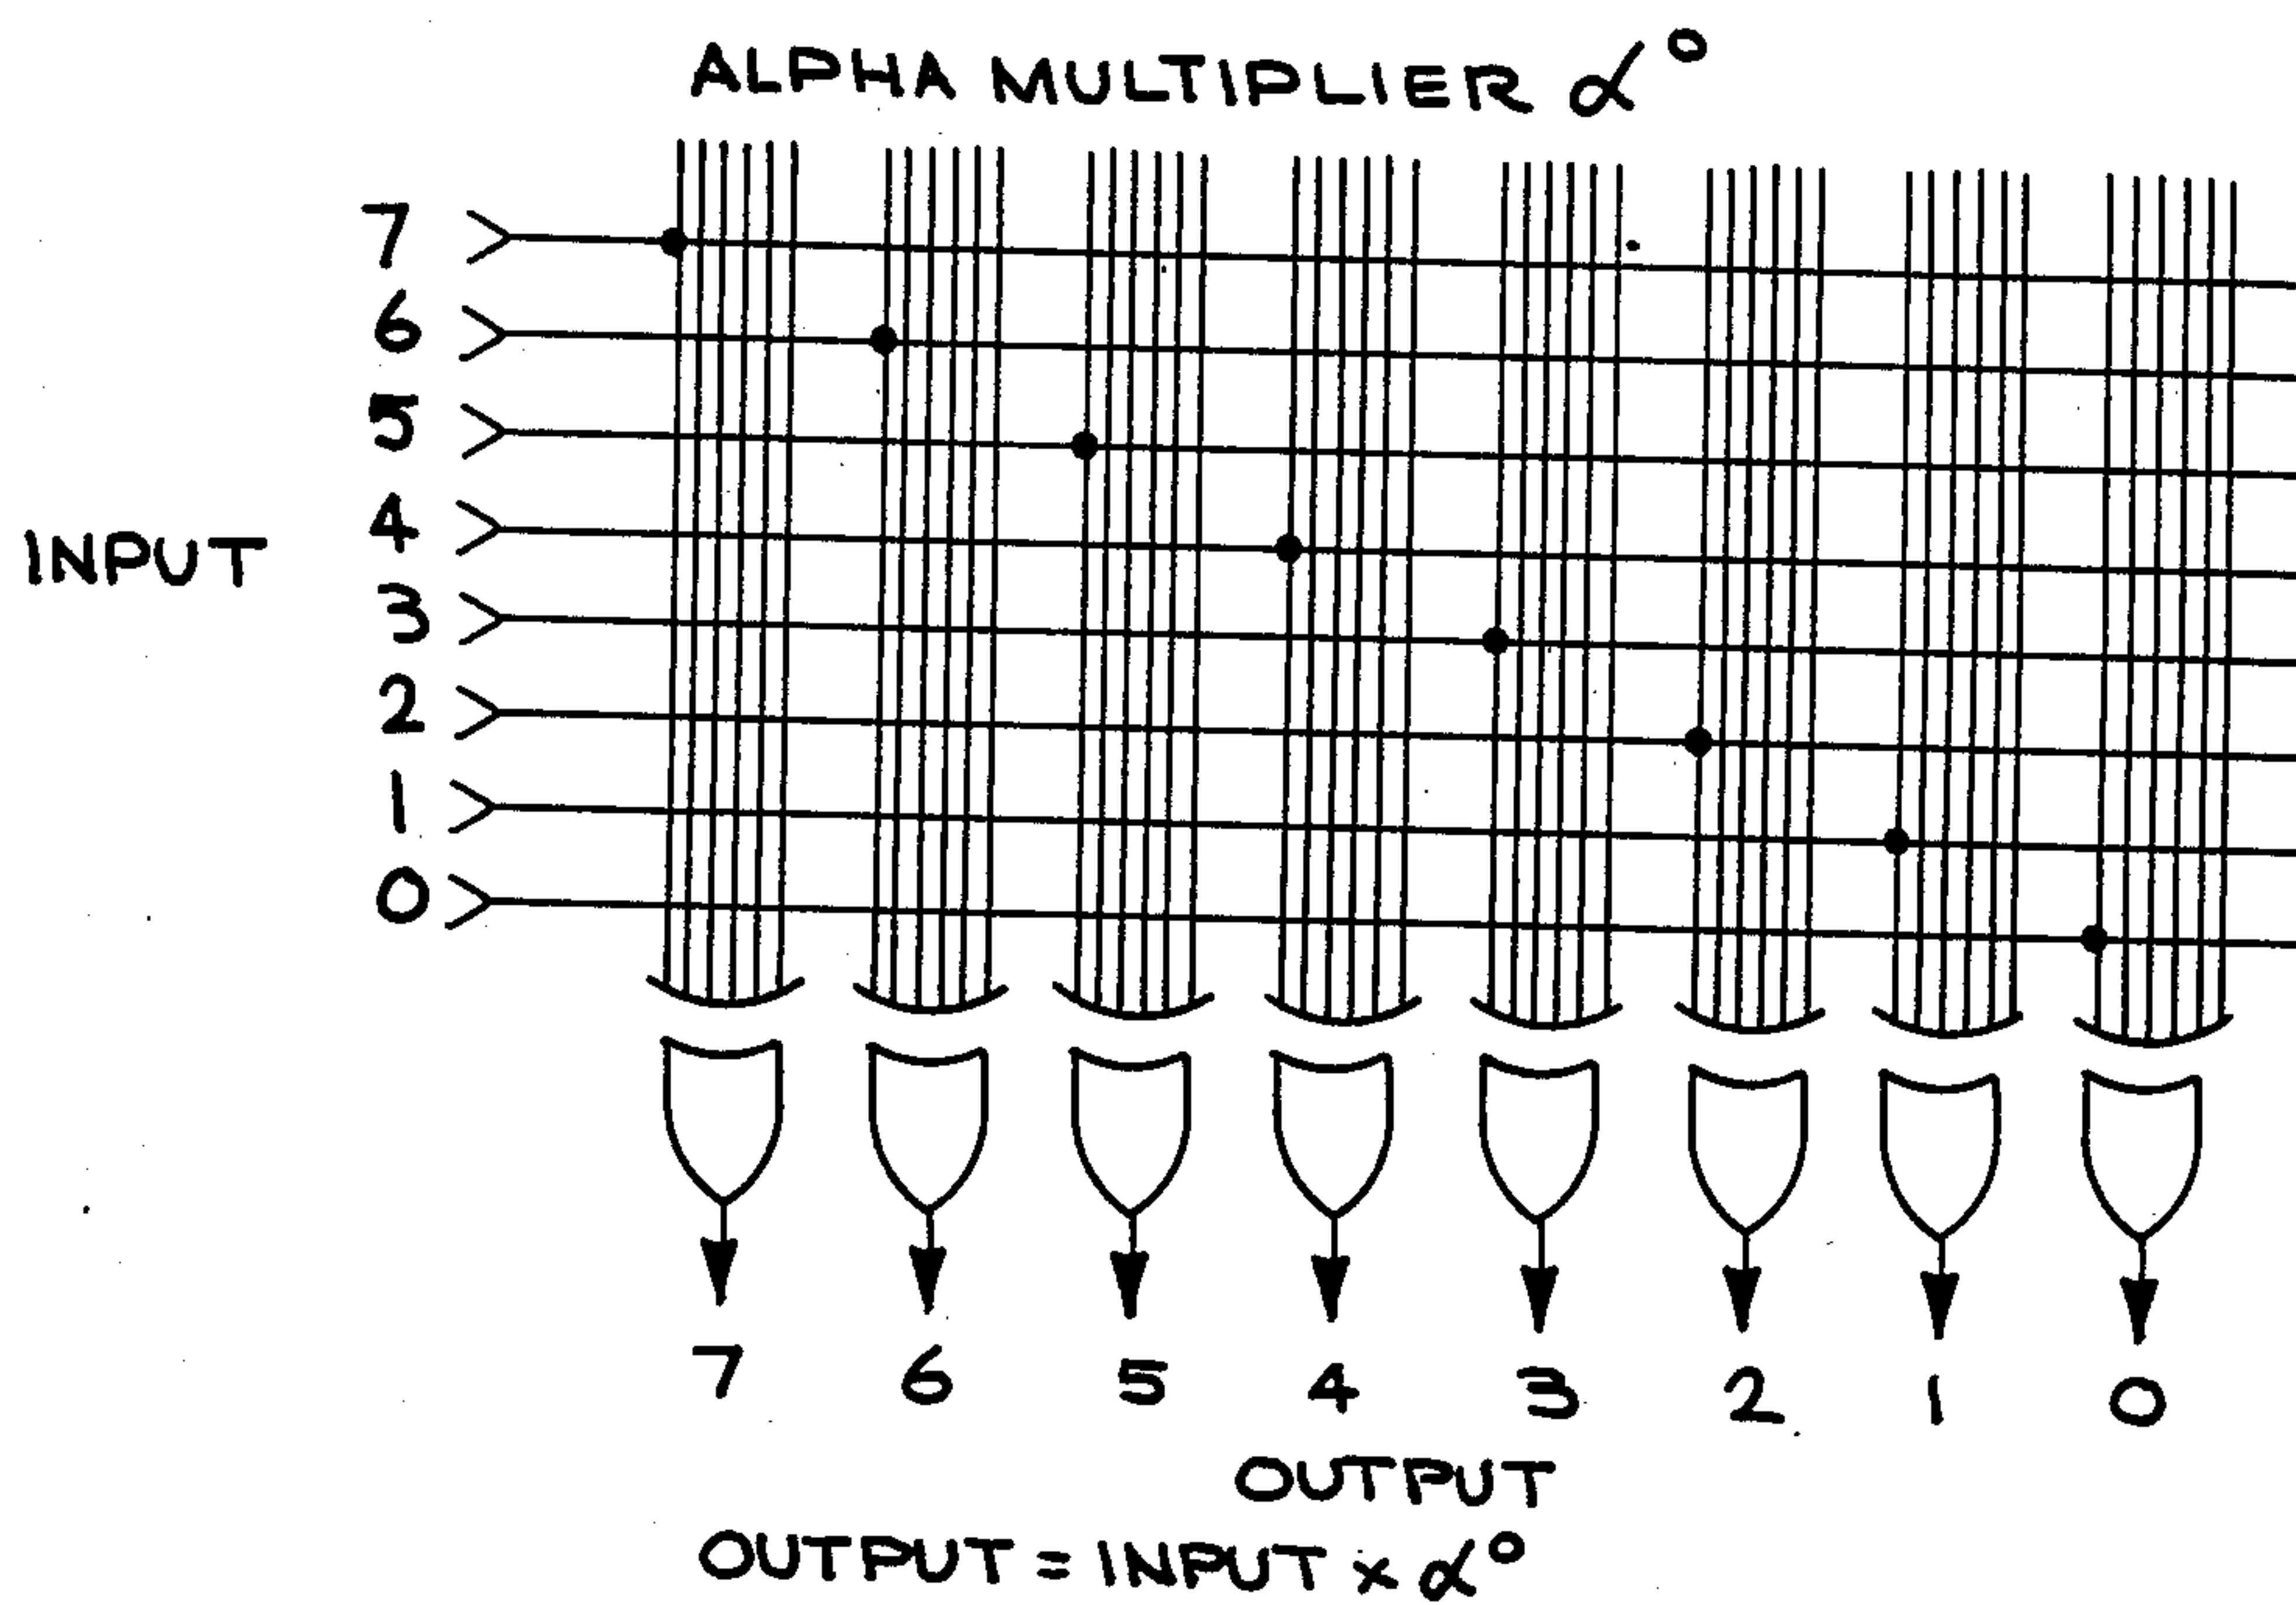 ALPHA MULTIPLIER α⁰
7
6
5
4
INPUT
3
2
1
0
7 6 5 4 3 2 1 0
OUTPUT
OUTPUT = INPUT × α⁰